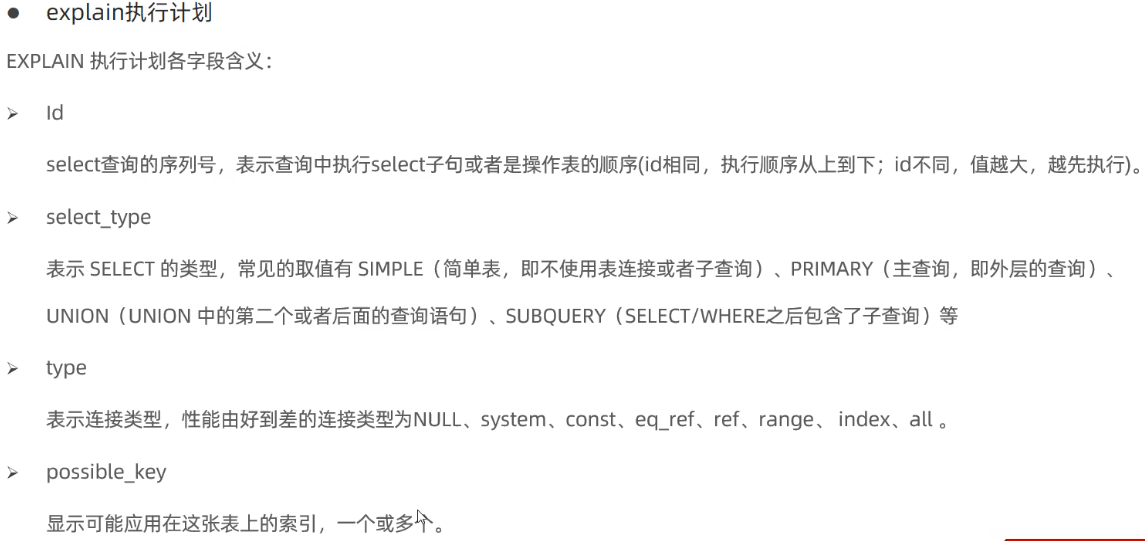 ● explain执行计划
EXPLAIN 执行计划各字段含义：
➢ Id
select查询的序列号，表示查询中执行select子句或者是操作表的顺序(id相同，执行顺序从上到下；id不同，值越大，越先执行)。
➢ select_type
表示 SELECT 的类型，常见的取值有 SIMPLE（简单表，即不使用表连接或者子查询）、PRIMARY（主查询，即外层的查询）、
UNION（UNION 中的第二个或者后面的查询语句）、SUBQUERY（SELECT/WHERE之后包含了子查询）等
➢ type
表示连接类型，性能由好到差的连接类型为NULL、system、const、eq_ref、ref、range、 index、all 。
➢ possible_key
显示可能应用在这张表上的索引，一个或多个。